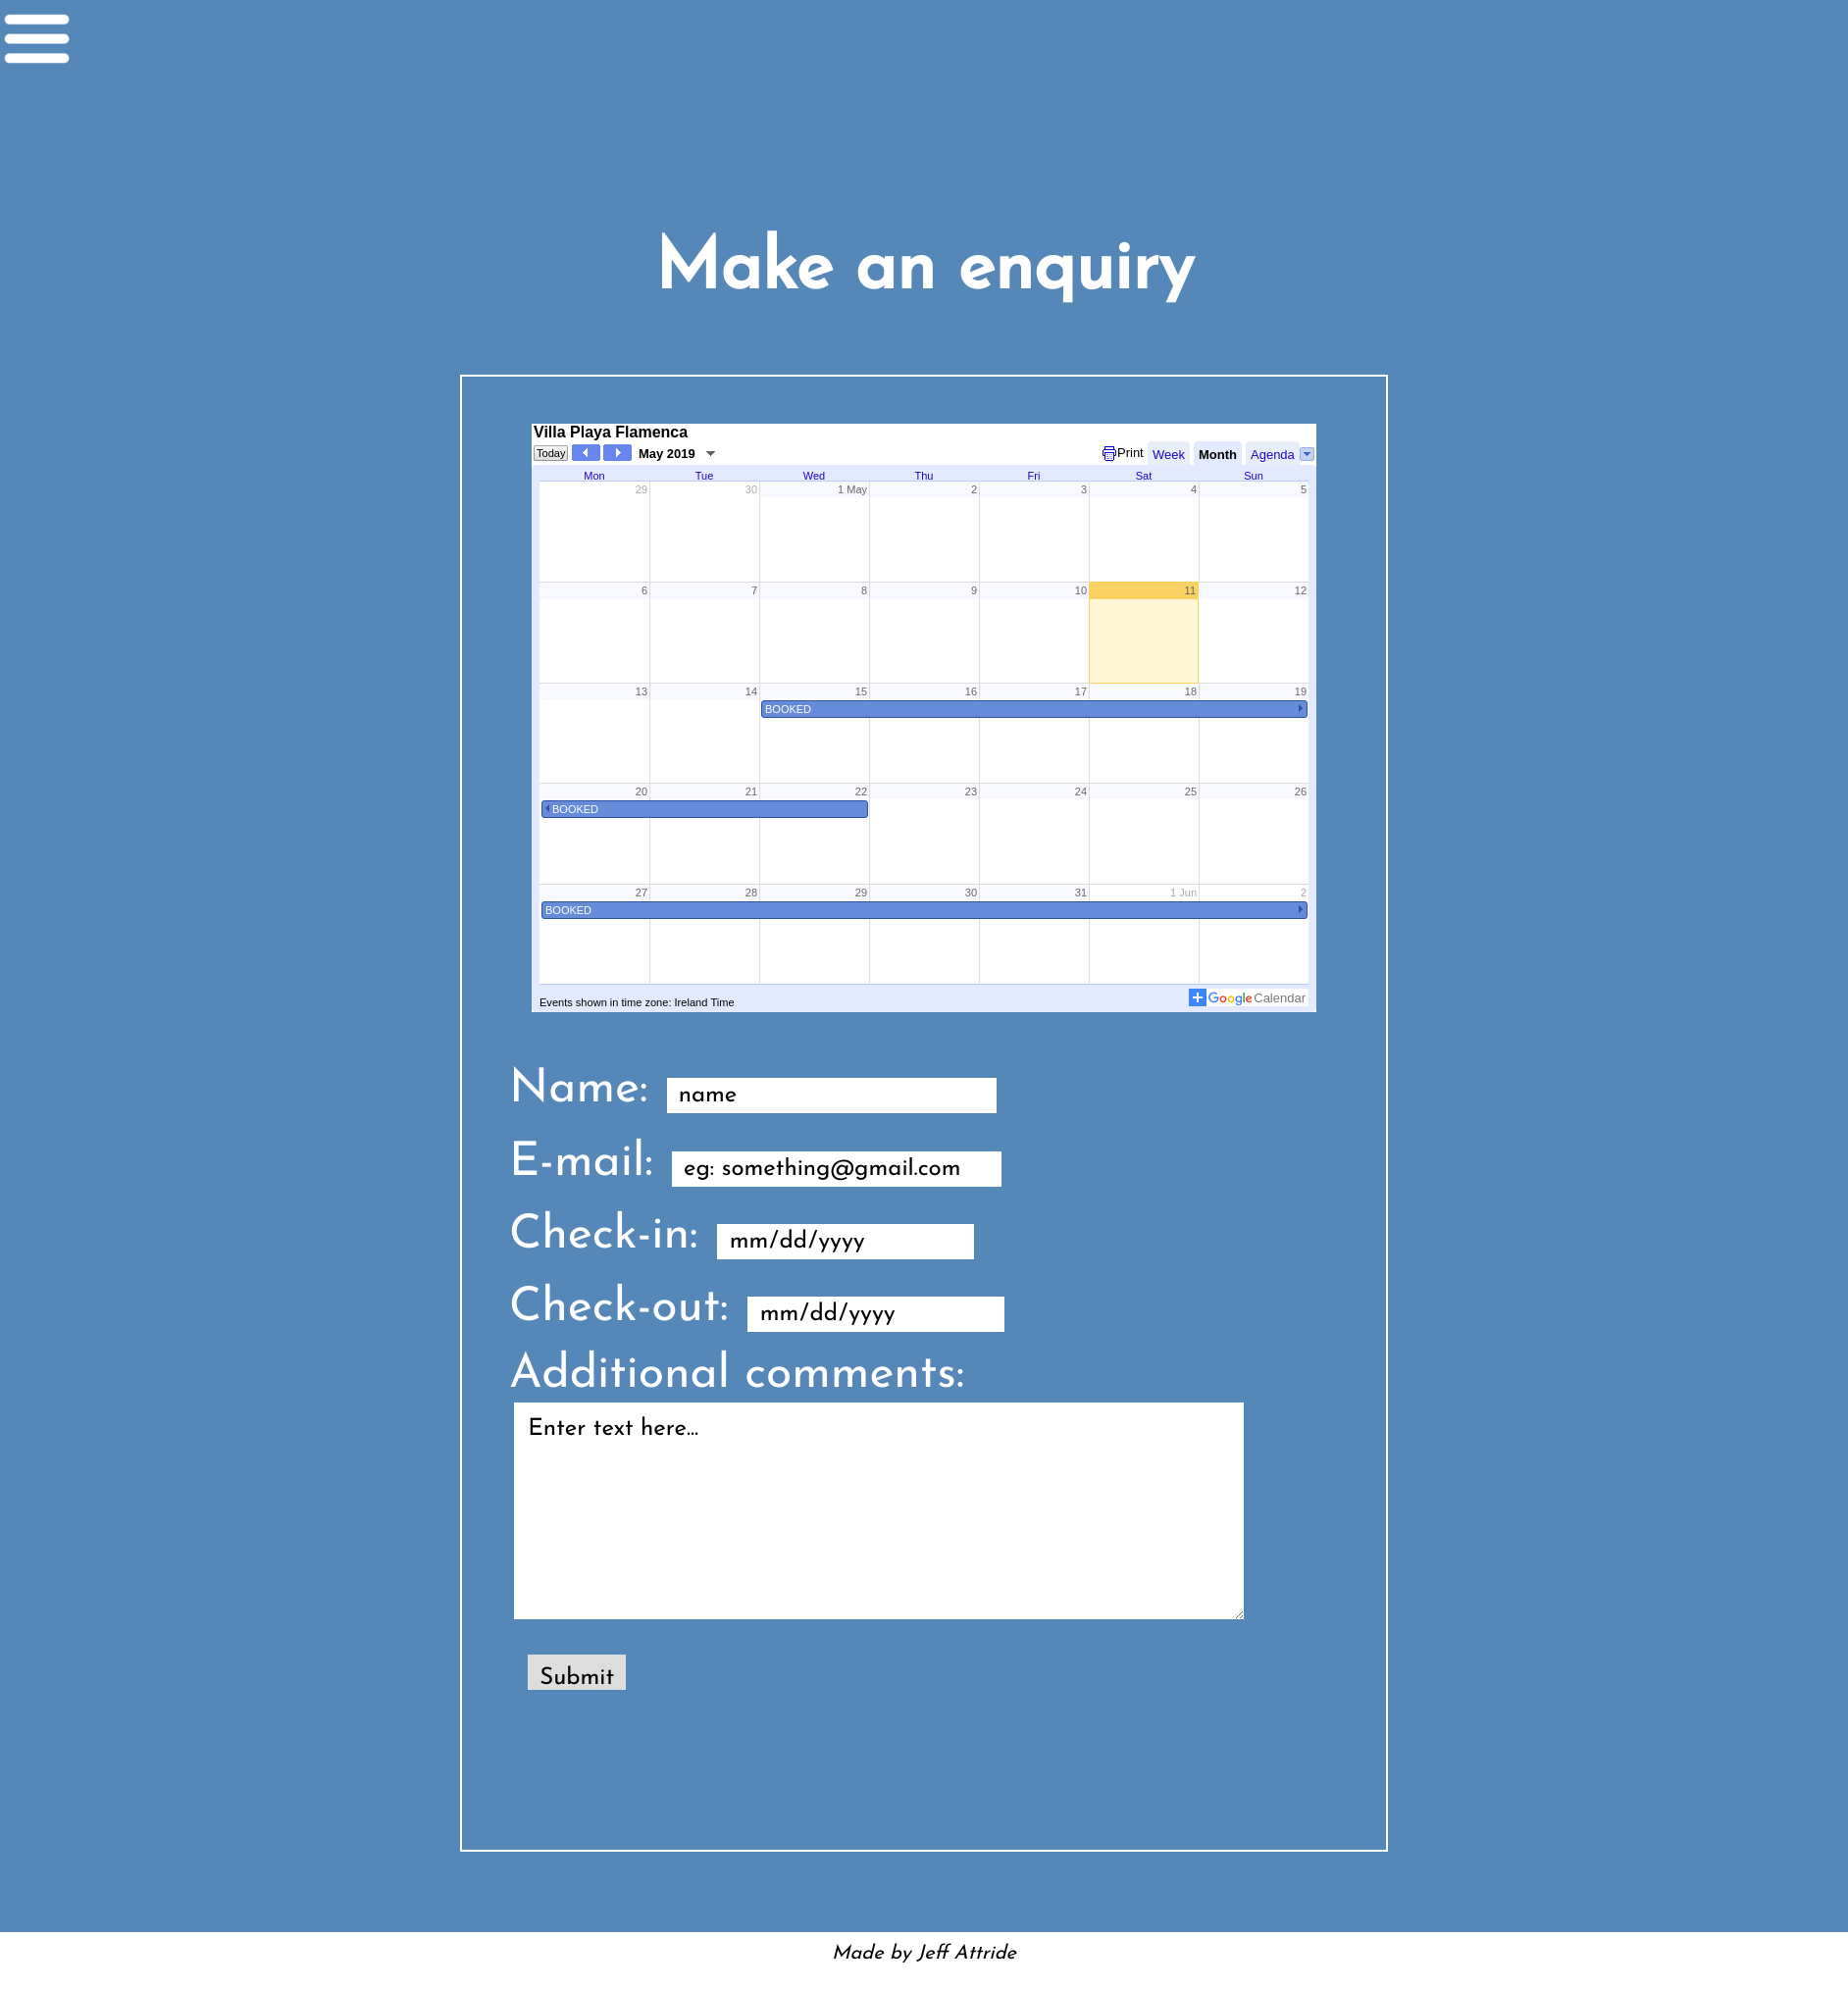 Make an enquiry
Villa Playa Flamenca
Today May 2019 Print Week Month Agenda
Mon Tue Wed Thu Fri Sat Sun
29 30 1 May 2 3 4 5
6 7 8 9 10 11 12
13 14 15 16 17 18 19
BOOKED
20 21 22 23 24 25 26
BOOKED
27 28 29 30 31 1 Jun 2
BOOKED
Events shown in time zone: Ireland Time Google Calendar
Name: name
E-mail: eg: something@gmail.com
Check-in: mm/dd/yyyy
Check-out: mm/dd/yyyy
Additional comments:
Enter text here...
Submit
Made by Jeff Attride